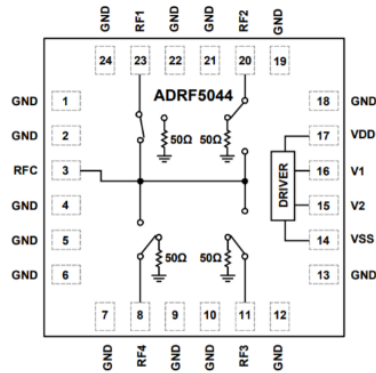 GND RF1 GND GND RF2 GND
24 23 22 21 20 19
ADRF5044
GND 1
GND 2
RFC 3
GND 4
GND 5
GND 6
50Ω 50Ω
50Ω 50Ω
DRIVER
18 GND
17 VDD
16 V1
15 V2
14 VSS
13 GND
7 8 9 10 11 12
GND RF4 GND GND RF3 GND